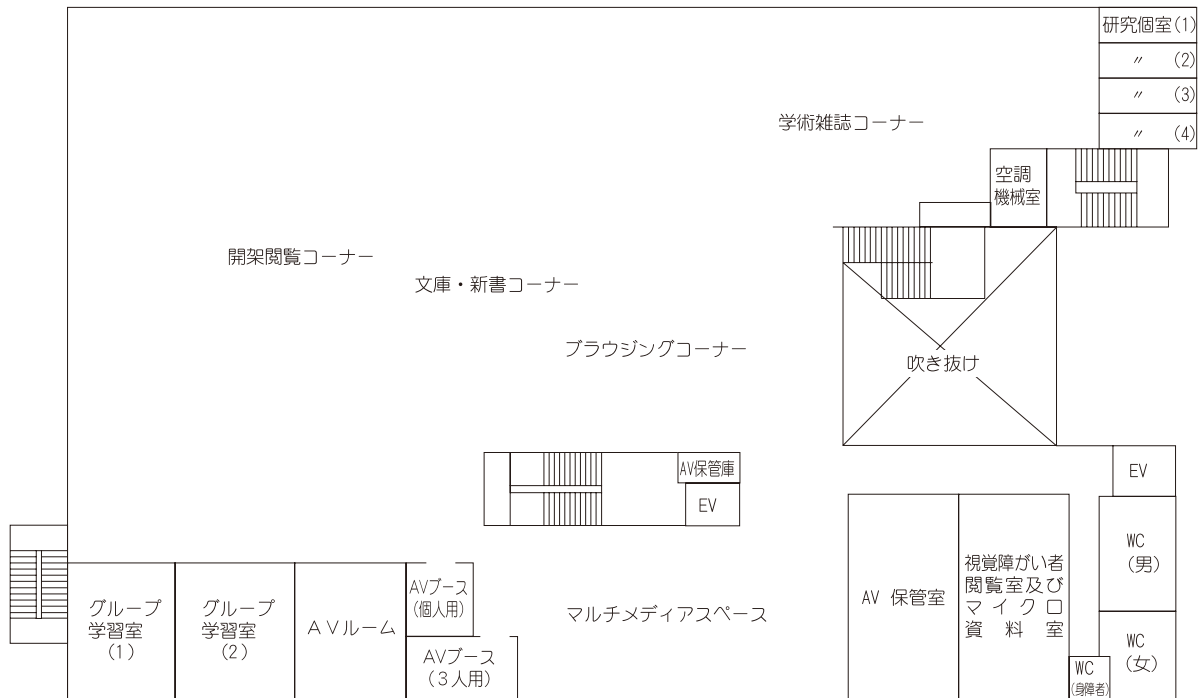 研究個室(1)
〃 (2)
〃 (3)
〃 (4)
学術雑誌コーナー
空調
機械室
開架閲覧コーナー
文庫・新書コーナー
ブラウジングコーナー
吹き抜け
AV保管庫
EV
EV
グループ
学習室
(1)
グループ
学習室
(2)
AVルーム
AVブース
(個人用)
AVブース
(3人用)
マルチメディアスペース
AV 保管室
視覚障がい者
閲覧室及び
マイクロ
資料室
WC
(男)
WC
(女)
WC
(身障者)